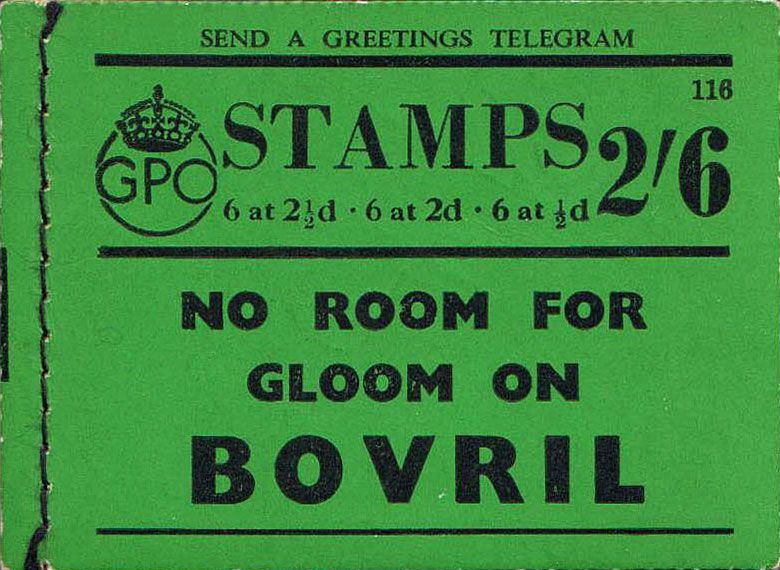 SEND A GREETINGS TELEGRAM
116
GPO
STAMPS 2/6
6 at 2½d · 6 at 2d · 6 at ½d
NO ROOM FOR
GLOOM ON
BOVRIL